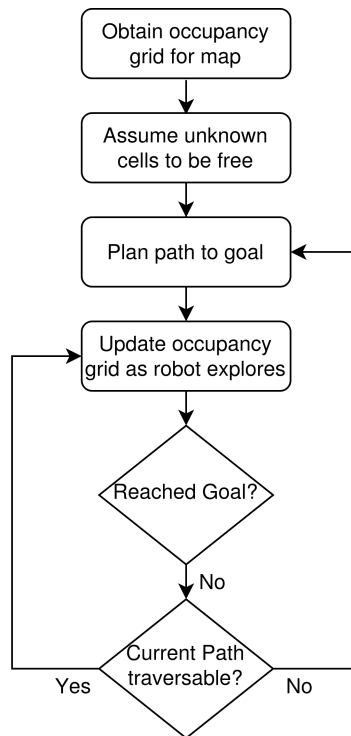 Obtain occupancy
grid for map
Assume unknown
cells to be free
Plan path to goal
Update occupancy
grid as robot explores
Reached Goal?
No
Current Path
traversable?
Yes
No